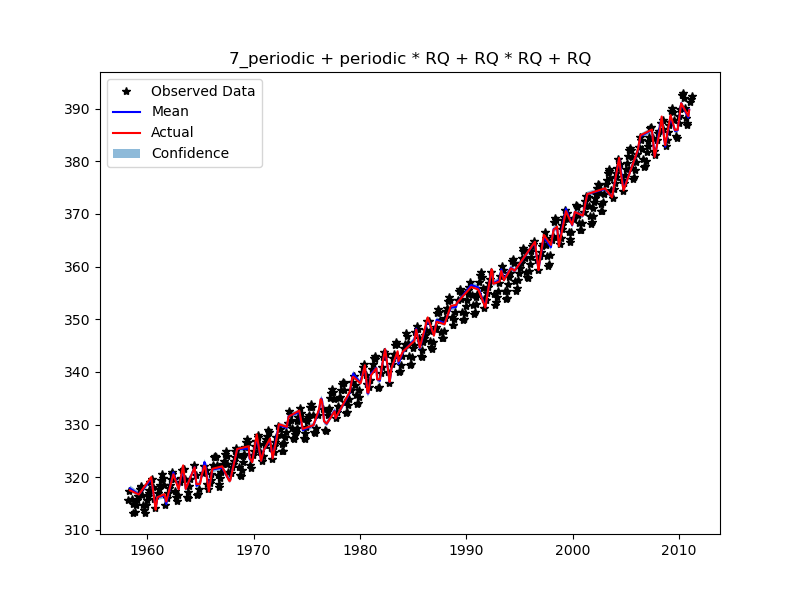 7_periodic + periodic * RQ + RQ * RQ + RQ
Observed Data
Mean
Actual
Confidence
390
380
370
360
350
340
330
320
310
1960 1970 1980 1990 2000 2010